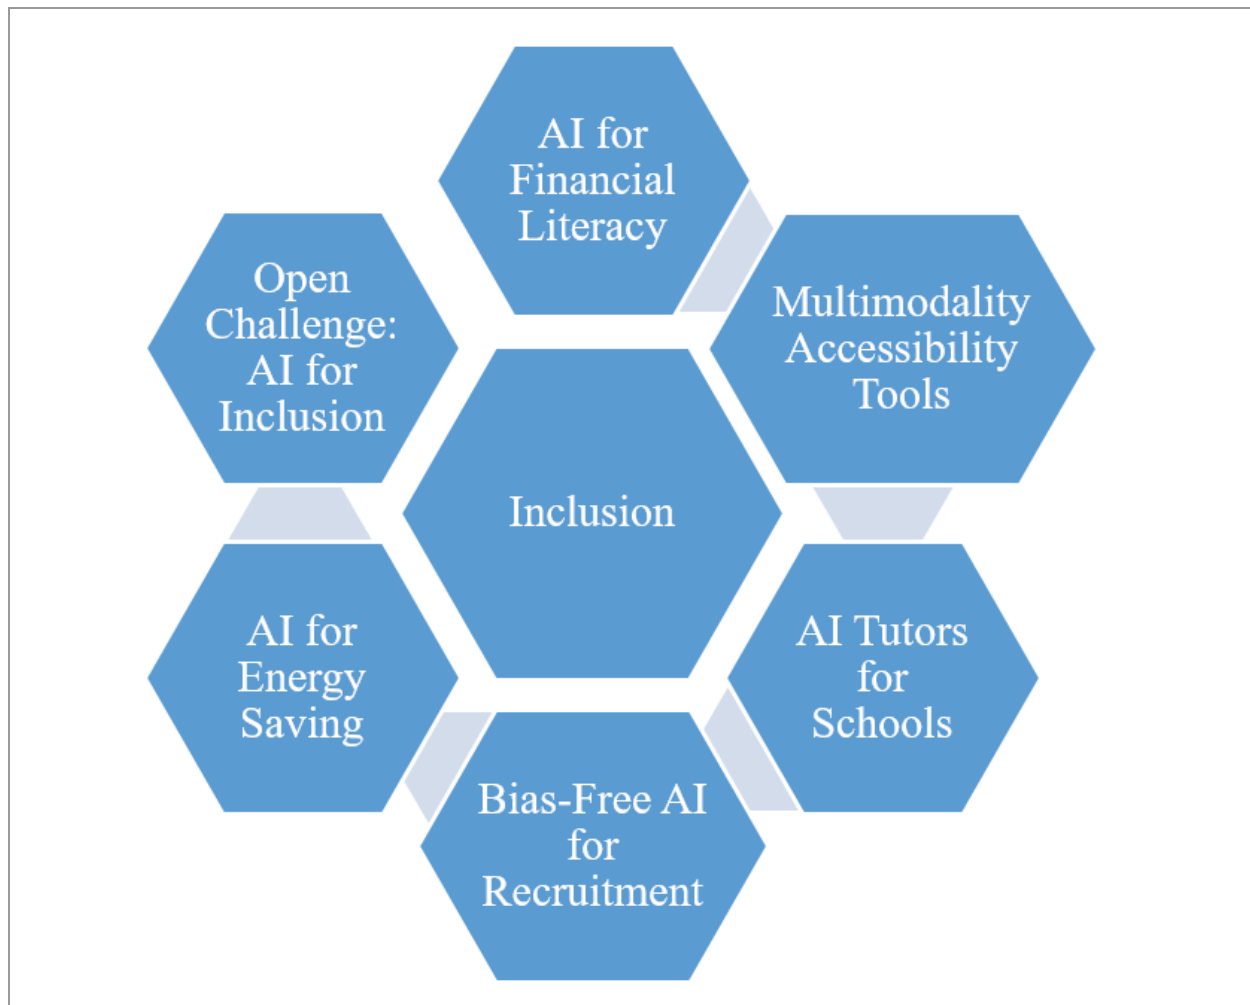 AI for
Financial
Literacy
Multimodality
Accessibility
Tools
AI Tutors
for
Schools
Bias-Free AI
for
Recruitment
AI for
Energy
Saving
Open
Challenge:
AI for
Inclusion
Inclusion